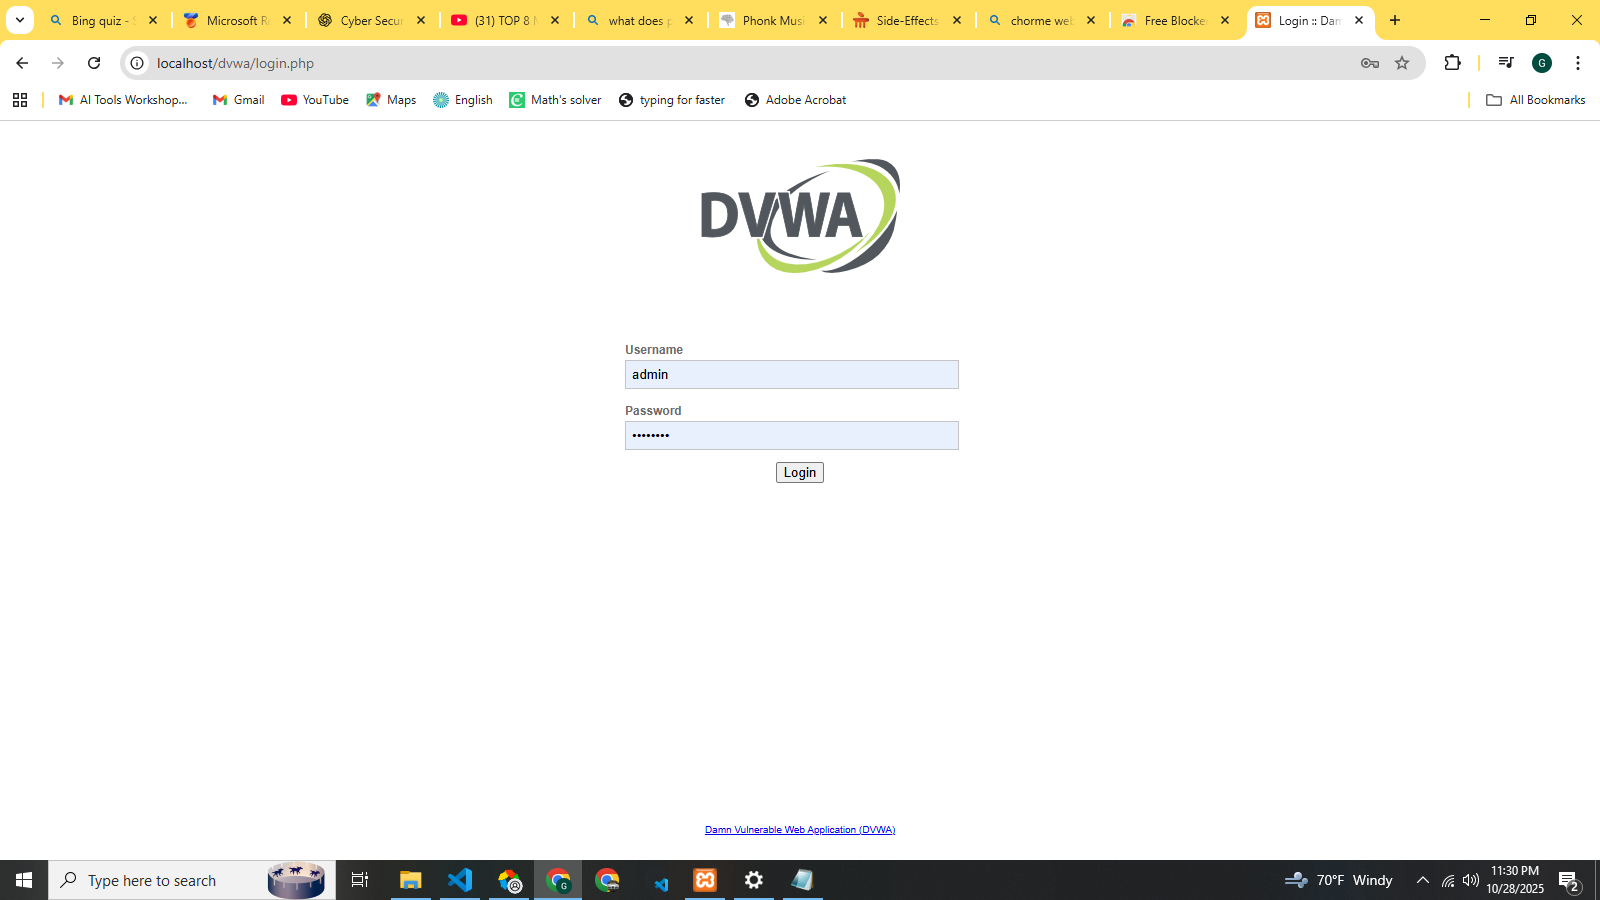 Bing quiz - S
Microsoft Re
Cyber Secur
(31) TOP 8 M
what does p
Phonk Musi
Side-Effects
chorme web
Free Blocke
Login :: Dam
localhost/dvwa/login.php
G
AI Tools Workshop...
Gmail
YouTube
Maps
English
Math's solver
typing for faster
Adobe Acrobat
All Bookmarks
DVWA
Username
admin
Password
Login
Damn Vulnerable Web Application (DVWA)
Type here to search
G
70°F Windy
11:30 PM
10/28/2025
2